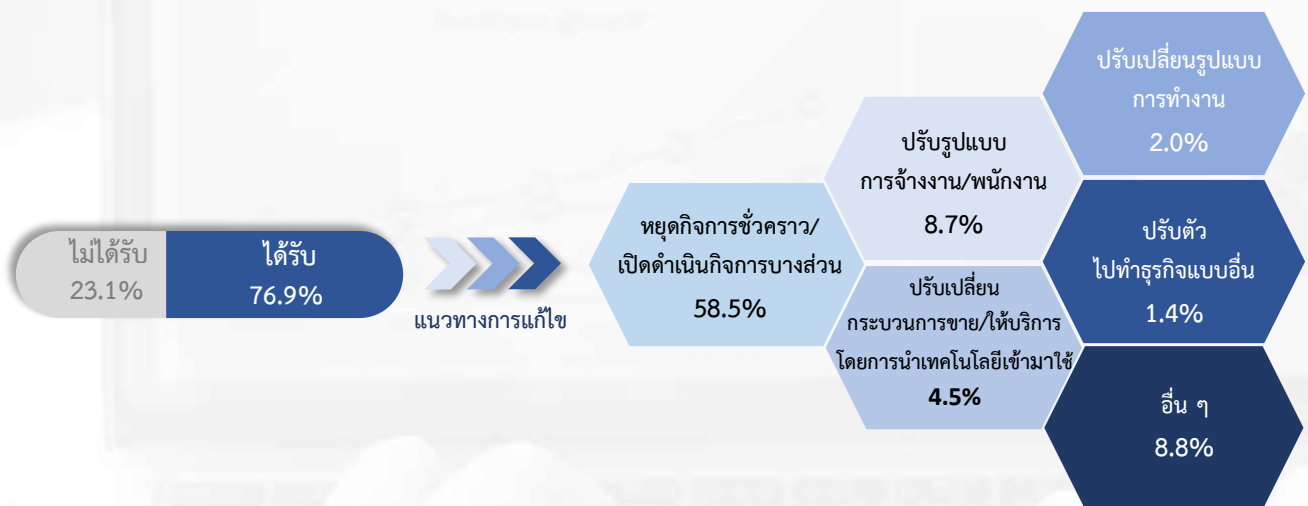 ไม่ได้รับ
23.1%
ได้รับ
76.9%
แนวทางการแก้ไข
หยุดกิจการชั่วคราว/
เปิดดำเนินกิจการบางส่วน
58.5%
ปรับรูปแบบ
การจ้างงาน/พนักงาน
8.7%
ปรับเปลี่ยน
กระบวนการขาย/ให้บริการ
โดยการนำเทคโนโลยีเข้ามาใช้
4.5%
ปรับเปลี่ยนรูปแบบ
การทำงาน
2.0%
ปรับตัว
ไปทำธุรกิจแบบอื่น
1.4%
อื่น ๆ
8.8%